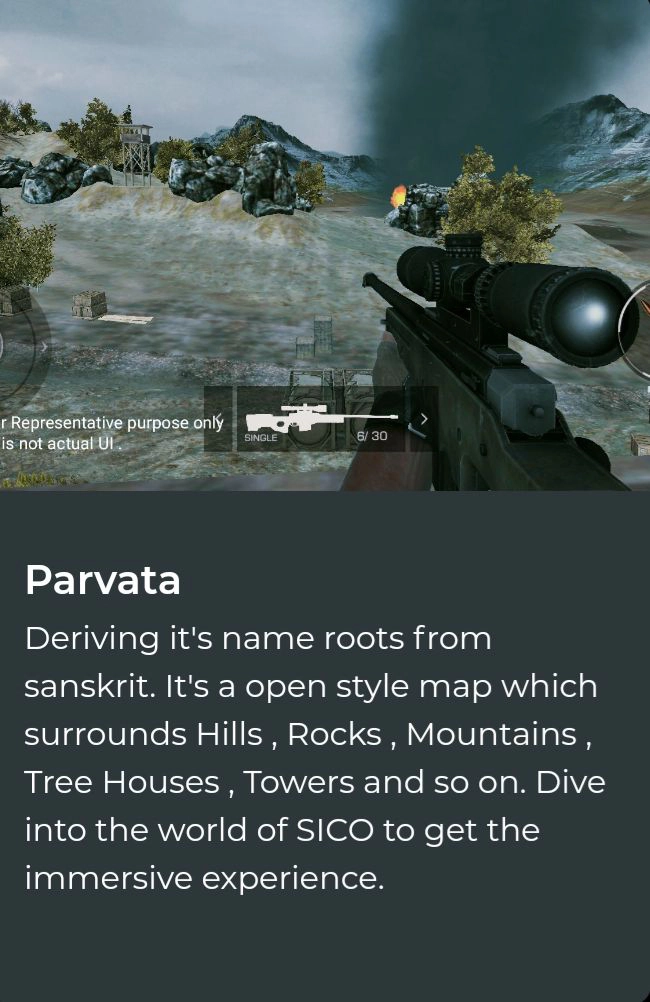 r Representative purpose only
is not actual UI .
SINGLE
6/ 30
Parvata
Deriving it's name roots from
sanskrit. It's a open style map which
surrounds Hills , Rocks , Mountains ,
Tree Houses , Towers and so on. Dive
into the world of SICO to get the
immersive experience.